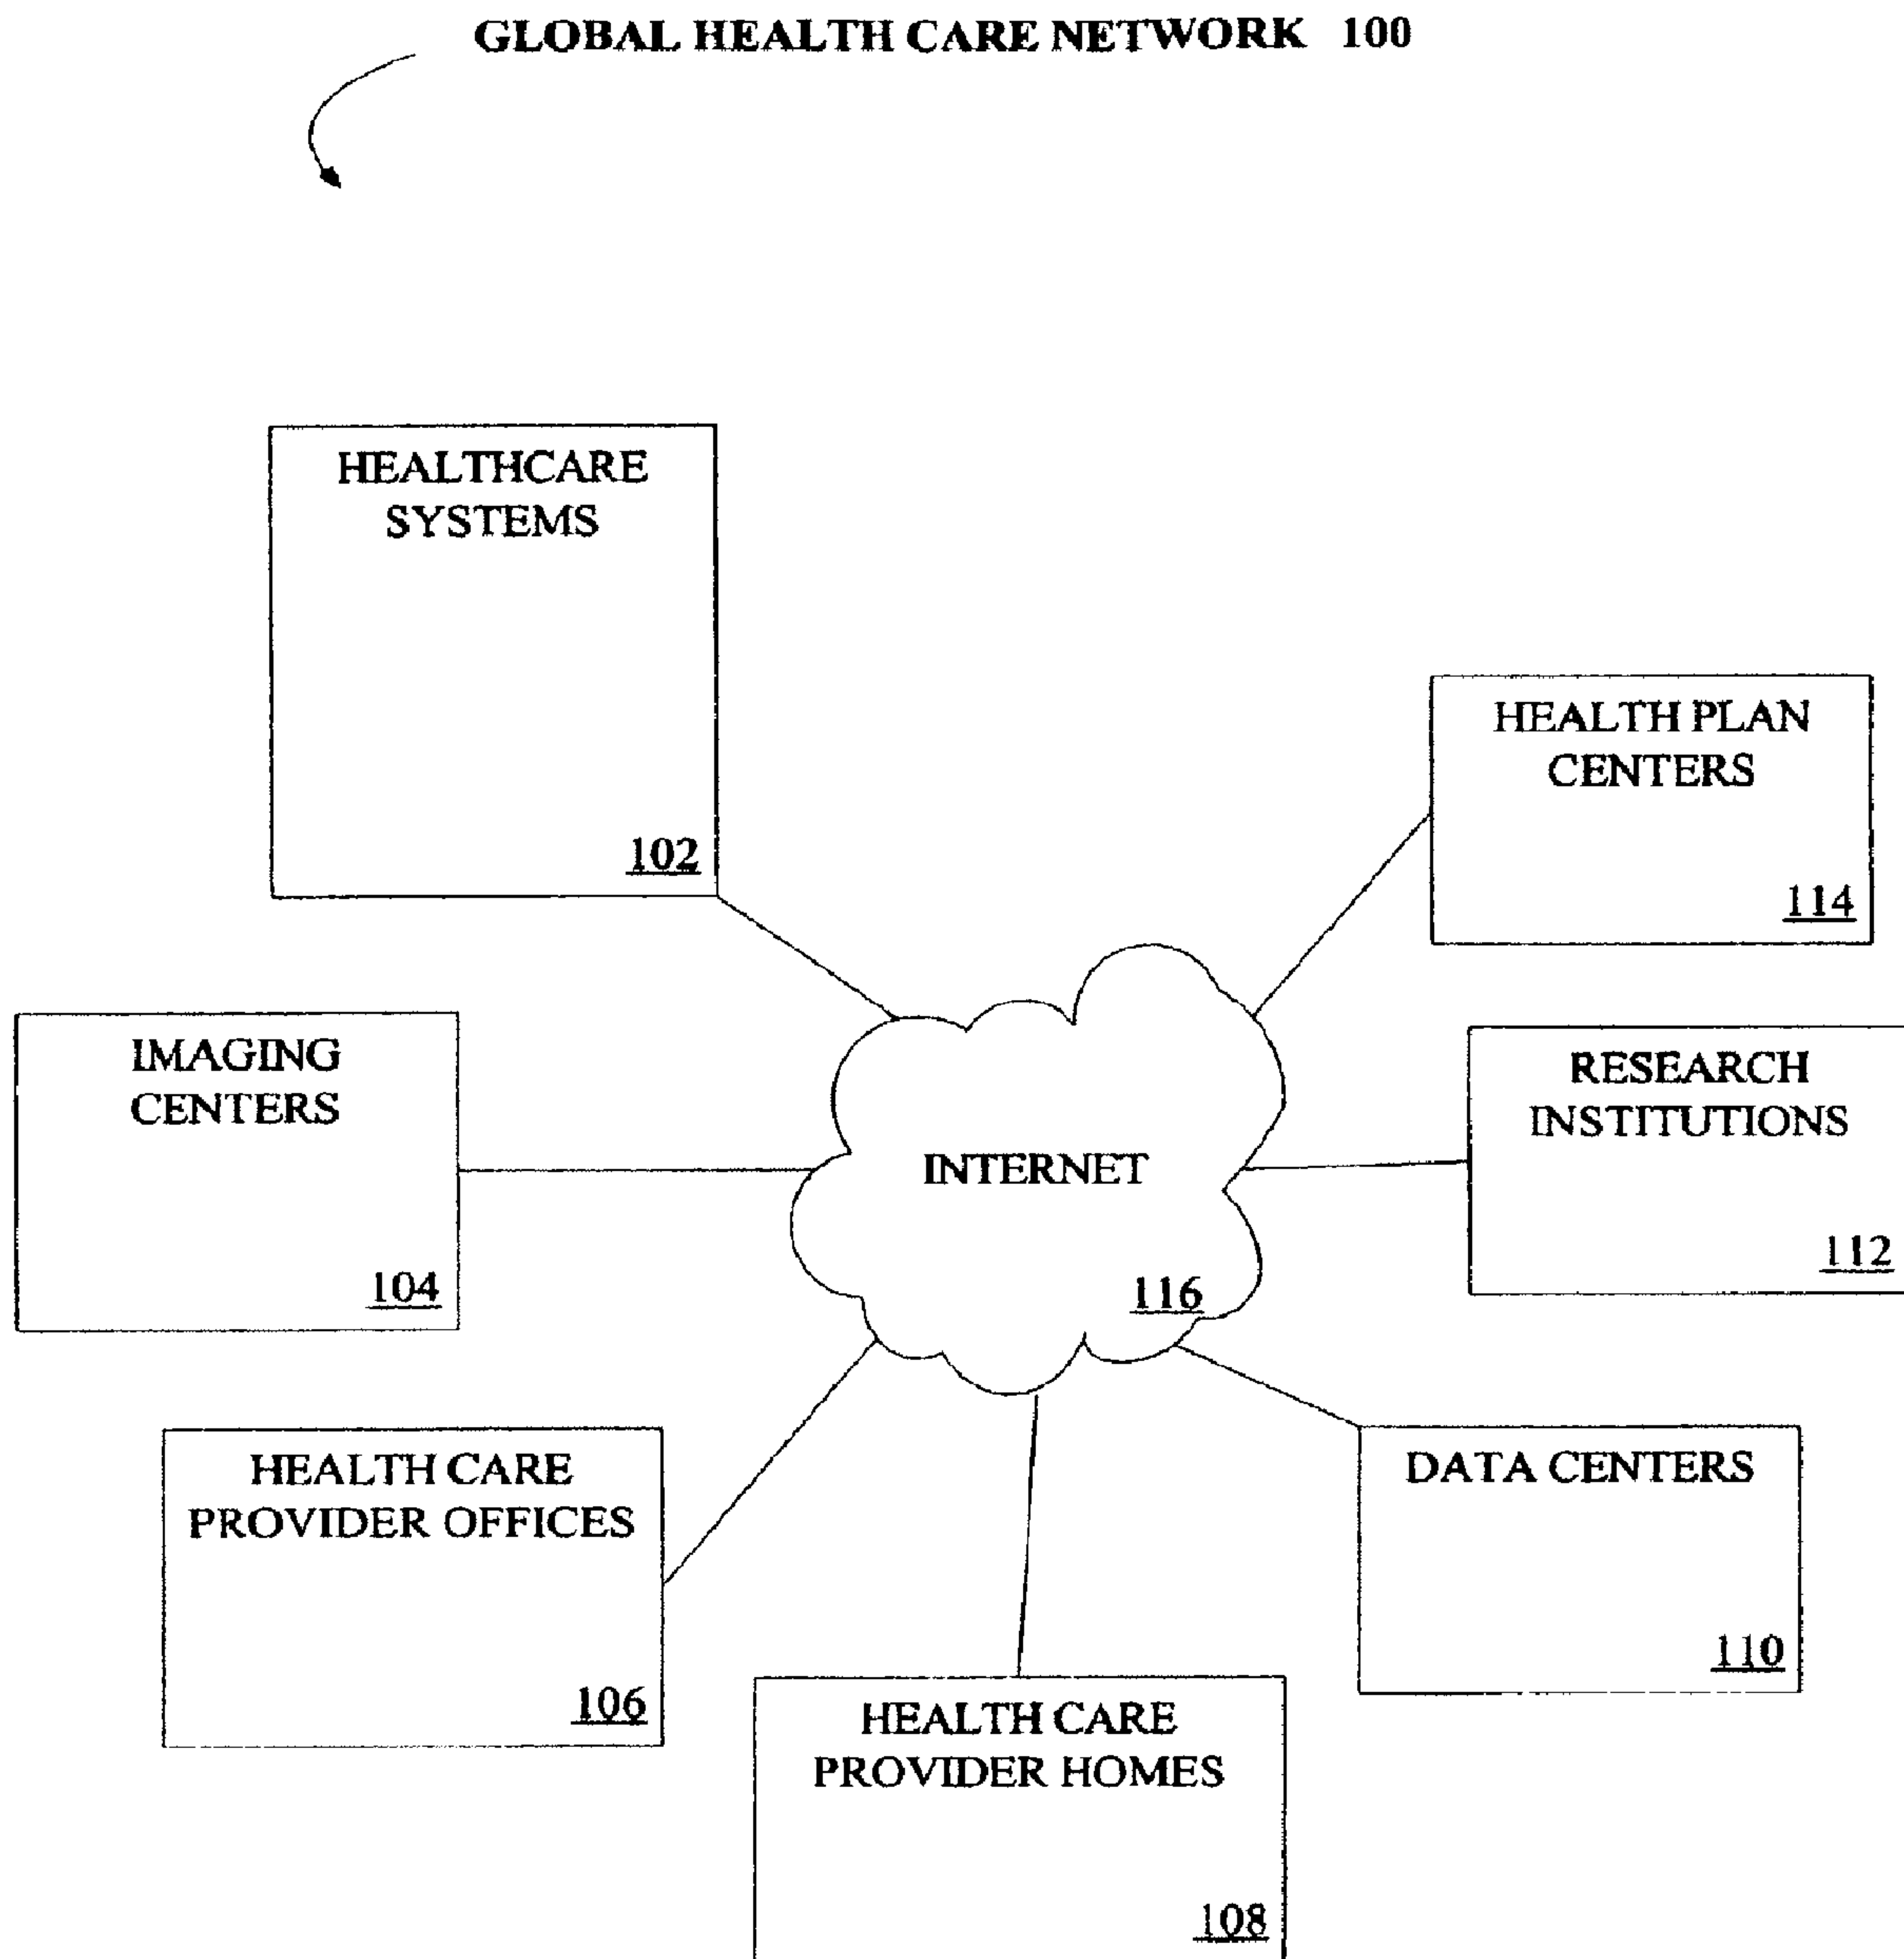 GLOBAL HEALTH CARE NETWORK 100
HEALTHCARE
SYSTEMS
102
HEALTH PLAN
CENTERS
114
IMAGING
CENTERS
104
INTERNET
116
RESEARCH
INSTITUTIONS
112
HEALTH CARE
PROVIDER OFFICES
106
HEALTH CARE
PROVIDER HOMES
108
DATA CENTERS
110